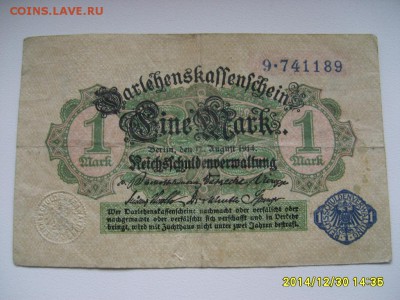 COINS.LAVE.RU
9·741189
Darlehenskassenschein
Eine Mark.
1 Mark
1 Mark
Berlin, den 12. August 1914.
Reichsschuldenverwaltung
Wer Darlehenskassenscheine nachmacht oder verfälscht oder
nachgemachte oder verfälschte sich verschafft und in Verkehr
bringt, wird mit Zuchthaus nicht unter zwei Jahren bestraft.
2014/12/30 14:35